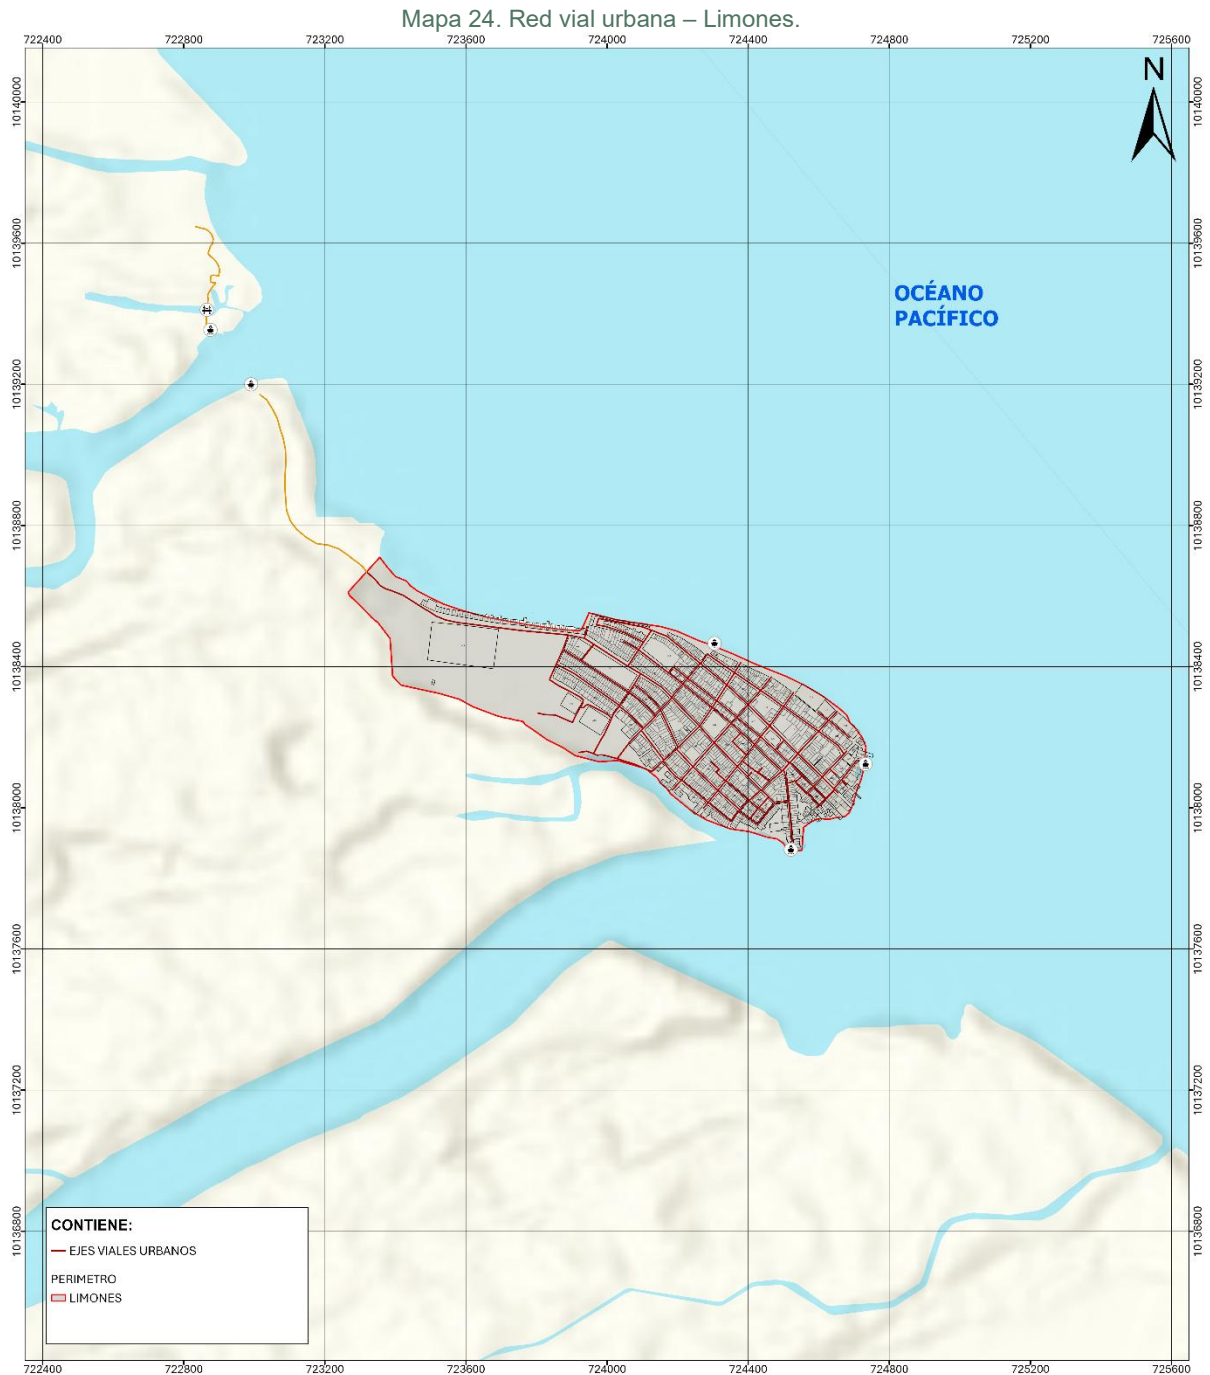 Mapa 24. Red vial urbana – Limones.
722400 722800 723200 723600 724000 724400 724800 725200 725600
N
10140000 10140000
10139600 10139600
OCÉANO
PACÍFICO
10139200 10139200
10138800 10138800
10138400 10138400
10138000 10138000
10137600 10137600
10137200 10137200
10136800 10136800
CONTIENE:
EJES VIALES URBANOS
PERIMETRO
LIMONES
722400 722800 723200 723600 724000 724400 724800 725200 725600